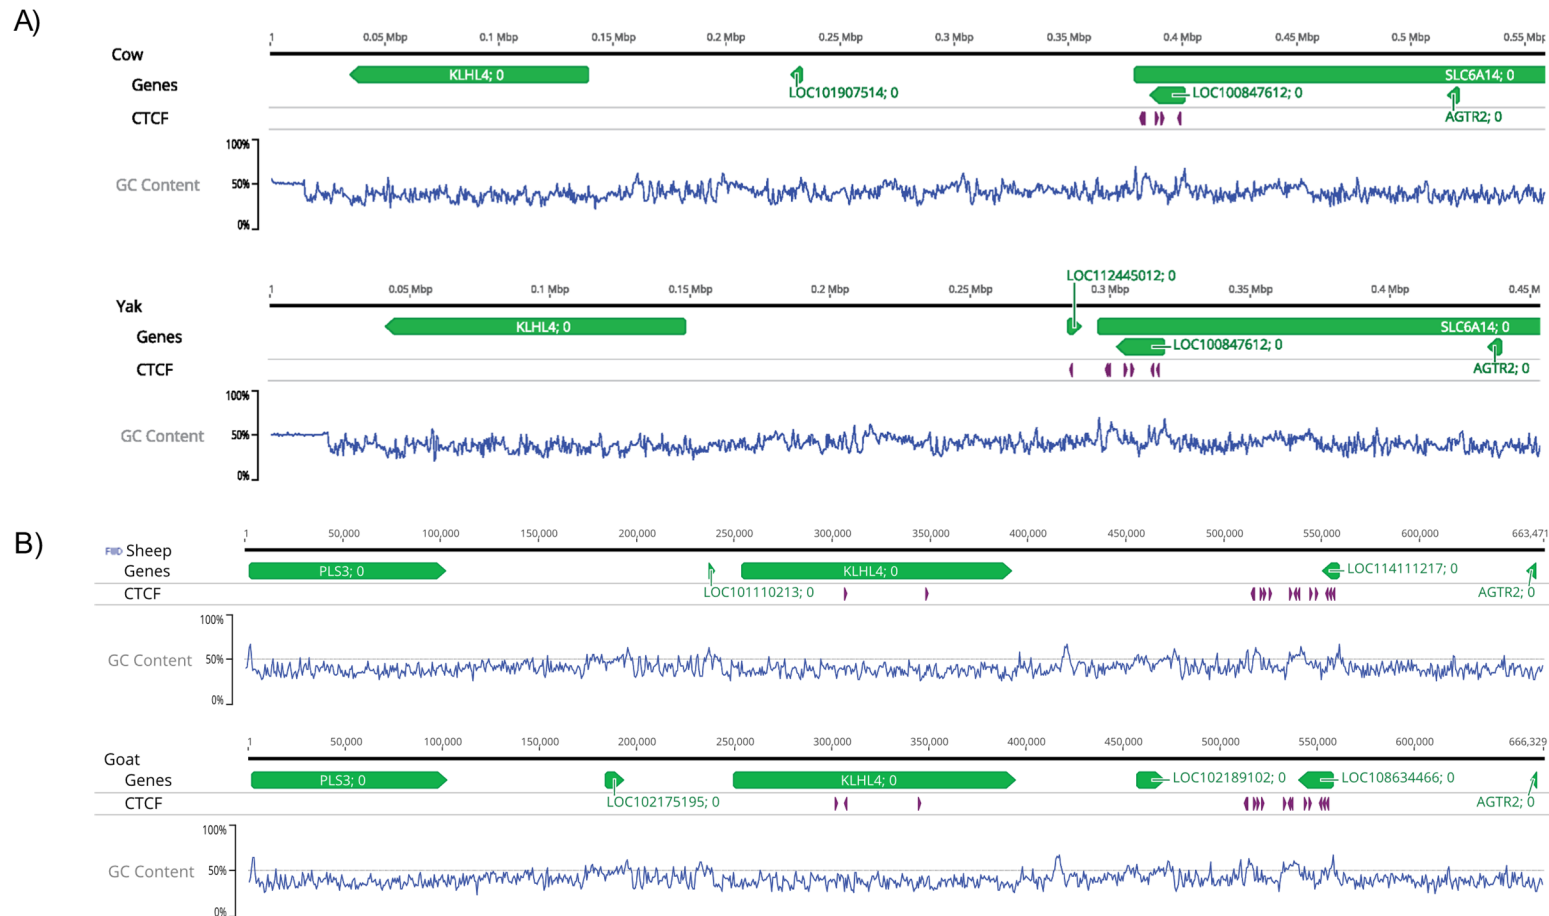 A)
1 0.05 Mbp 0.1 Mbp 0.15 Mbp 0.2 Mbp 0.25 Mbp 0.3 Mbp 0.35 Mbp 0.4 Mbp 0.45 Mbp 0.5 Mbp 0.55 Mbp
Cow
Genes KLHL4; 0 SLC6A14; 0
LOC101907514; 0 LOC100847612; 0
CTCF AGTR2; 0
100%
GC Content 50%
0%
LOC112445012; 0
1 0.05 Mbp 0.1 Mbp 0.15 Mbp 0.2 Mbp 0.25 Mbp 0.3 Mbp 0.35 Mbp 0.4 Mbp 0.45 M
Yak
Genes KLHL4; 0 SLC6A14; 0
LOC100847612; 0
CTCF AGTR2; 0
100%
GC Content 50%
0%
B)
1 50,000 100,000 150,000 200,000 250,000 300,000 350,000 400,000 450,000 500,000 550,000 600,000 663,471
Sheep
Genes PLS3; 0 KLHL4; 0 LOC114111217; 0
CTCF LOC101110213; 0 AGTR2; 0
100%
GC Content 50%
0%
1 50,000 100,000 150,000 200,000 250,000 300,000 350,000 400,000 450,000 500,000 550,000 600,000 666,329
Goat
Genes PLS3; 0 KLHL4; 0 LOC102189102; 0 LOC108634466; 0
CTCF LOC102175195; 0 AGTR2; 0
100%
GC Content 50%
0%